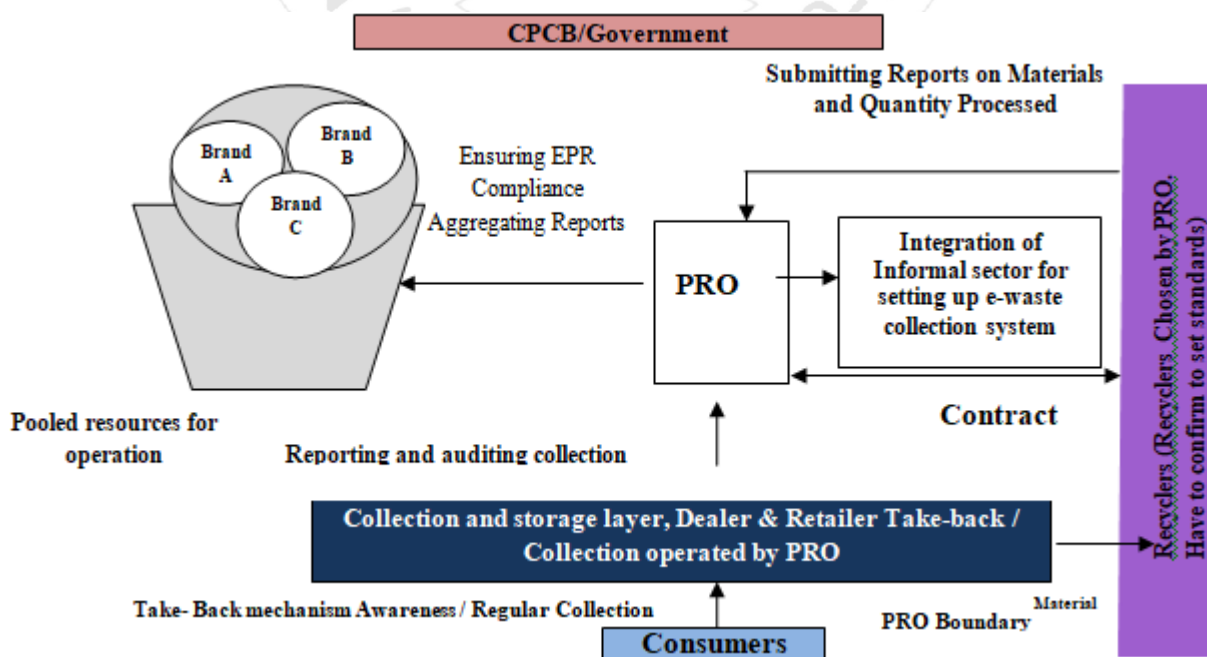 CPCB/Government
Submitting Reports on Materials
and Quantity Processed
Brand
A
Brand
B
Brand
C
Ensuring EPR
Compliance
Aggregating Reports
PRO
Integration of
Informal sector for
setting up e-waste
collection system
Recyclers (Recyclers Chosen by PRO,
Have to confirm to set standards)
Contract
Pooled resources for
operation
Reporting and auditing collection
Collection and storage layer, Dealer & Retailer Take-back /
Collection operated by PRO
Take- Back mechanism Awareness / Regular Collection
PRO Boundary Material
Consumers